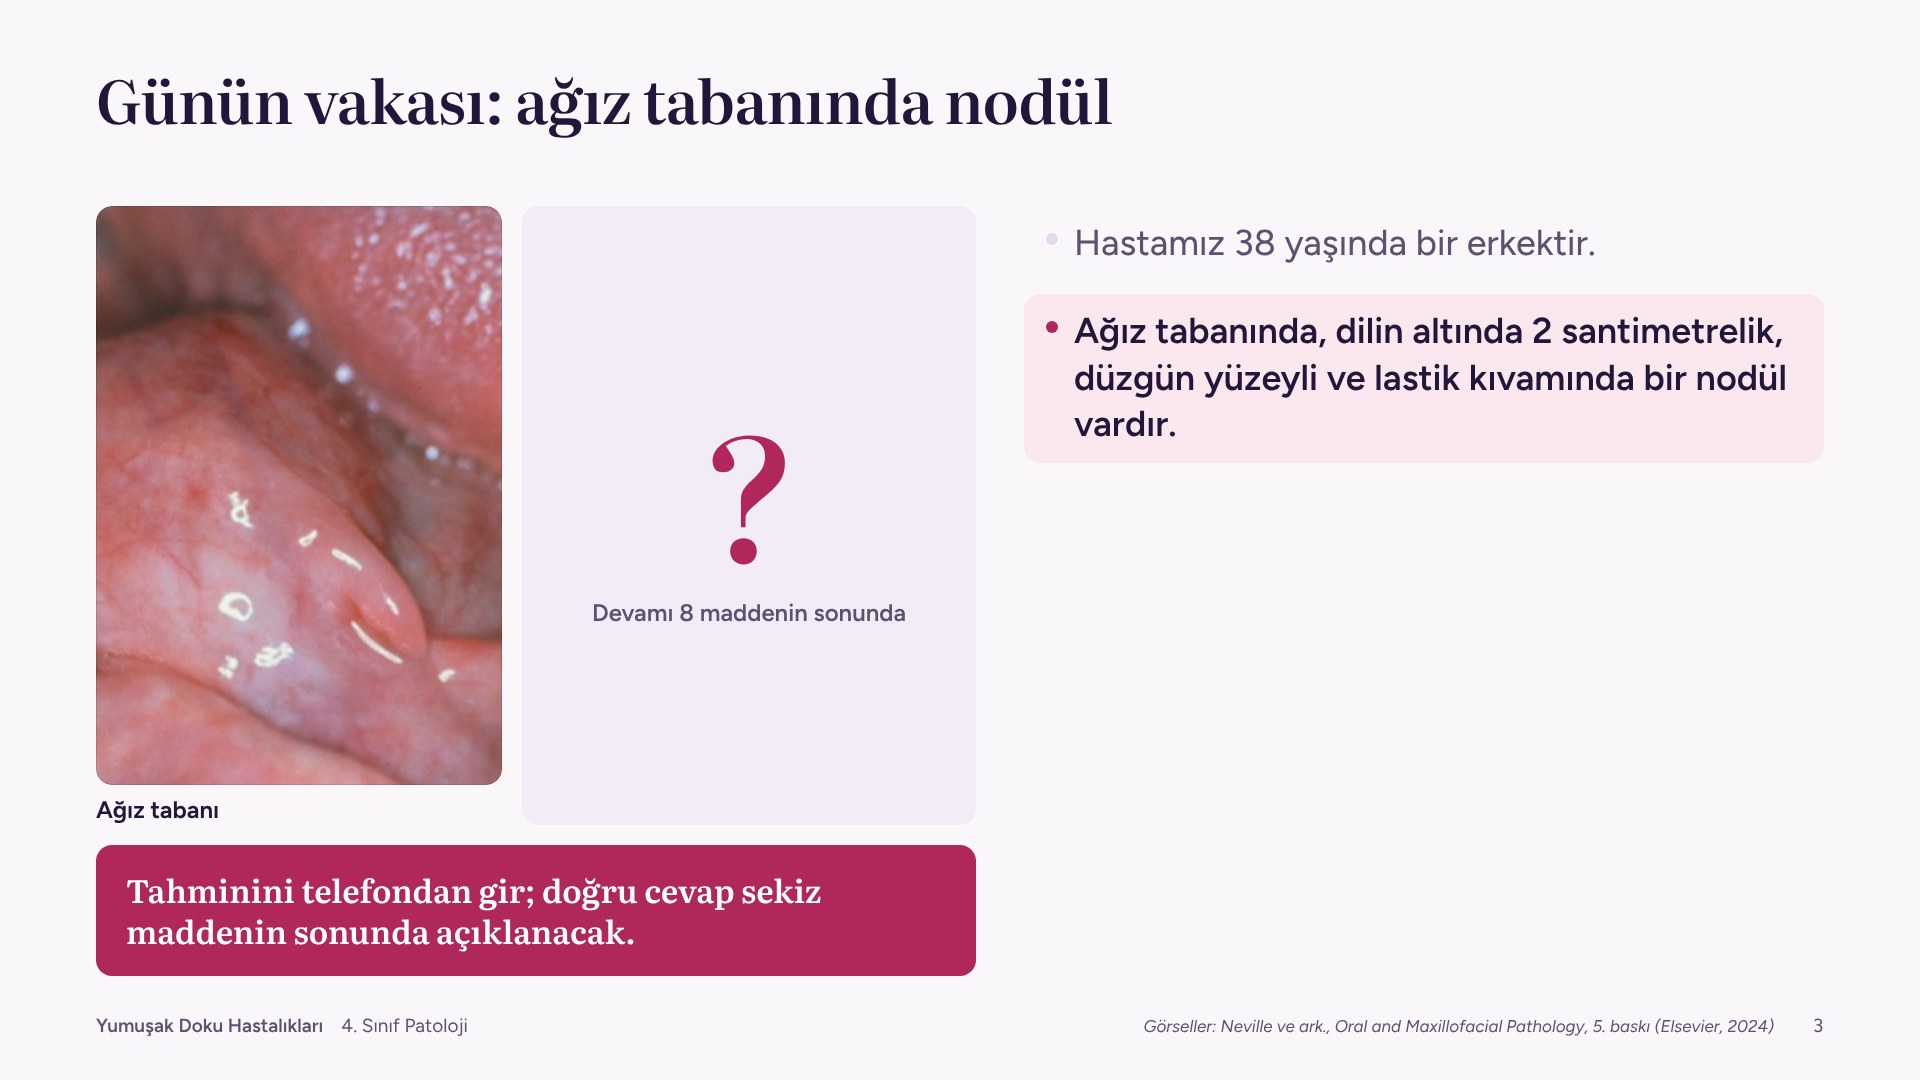 Günün vakası: ağız tabanında nodül
Ağız tabanı
?
Devamı 8 maddenin sonunda
Tahminini telefondan gir; doğru cevap sekiz
maddenin sonunda açıklanacak.
• Hastamız 38 yaşında bir erkektir.
• Ağız tabanında, dilin altında 2 santimetrelik,
düzgün yüzeyli ve lastik kıvamında bir nodül
vardır.
Yumuşak Doku Hastalıkları 4. Sınıf Patoloji
Görseller: Neville ve ark., Oral and Maxillofacial Pathology, 5. baskı (Elsevier, 2024) 3